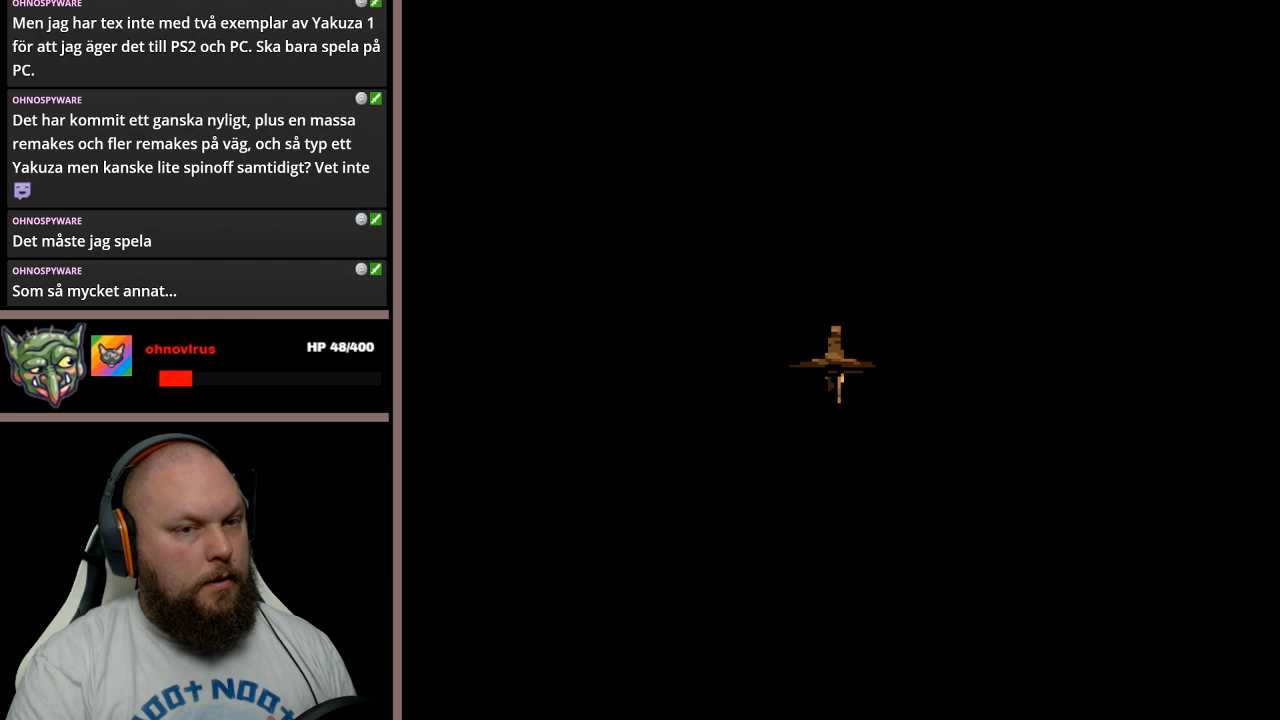 OHNOSPYWARE
Men jag har tex inte med två exemplar av Yakuza 1
för att jag äger det till PS2 och PC. Ska bara spela på
PC.
OHNOSPYWARE
Det har kommit ett ganska nyligt, plus en massa
remakes och fler remakes på väg, och så typ ett
Yakuza men kanske lite spinoff samtidigt? Vet inte
OHNOSPYWARE
Det måste jag spela
OHNOSPYWARE
Som så mycket annat...
ohnovirus
HP 48/400
NOOT NOOT